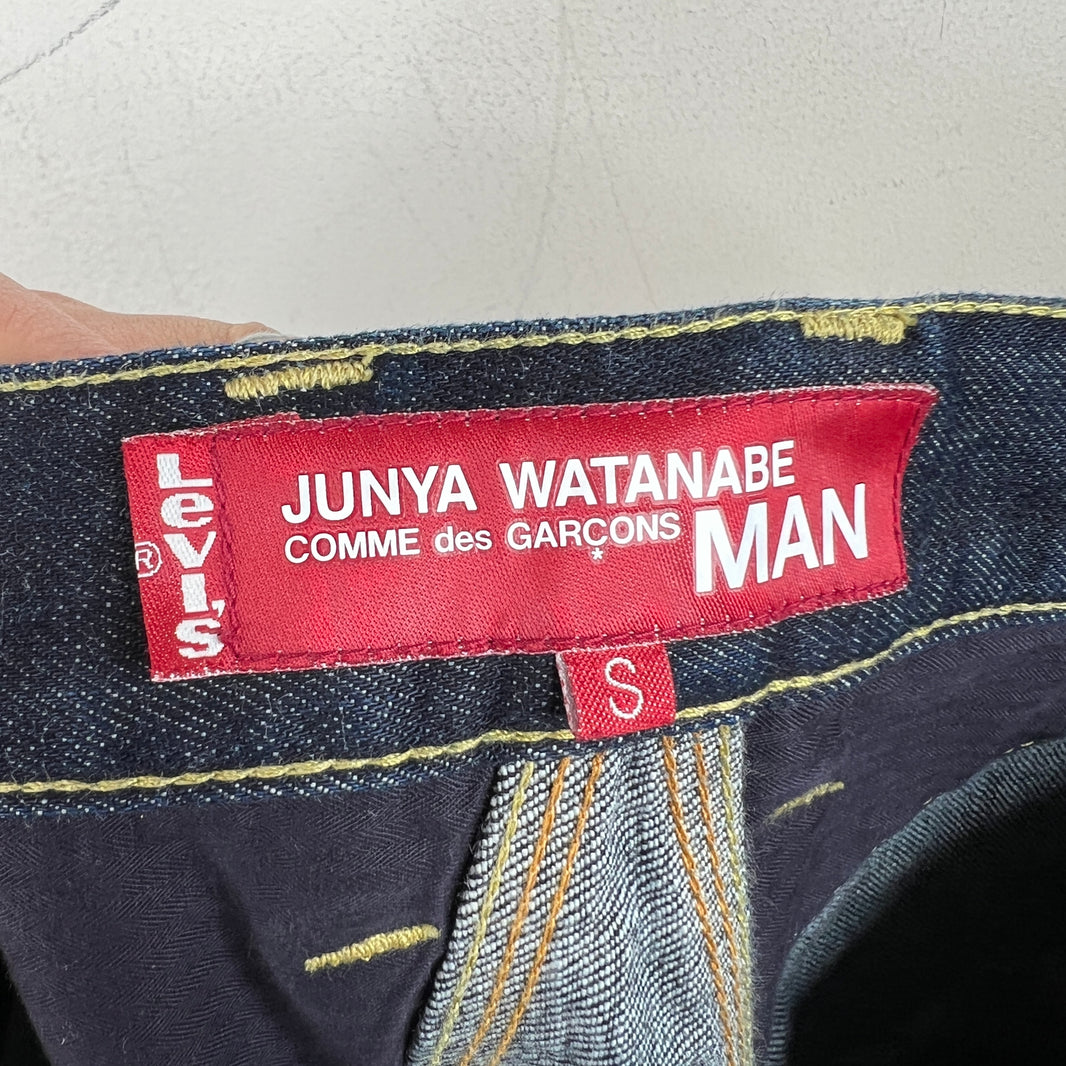 Levi's
®
JUNYA WATANABE
COMME des GARÇONS
MAN
S